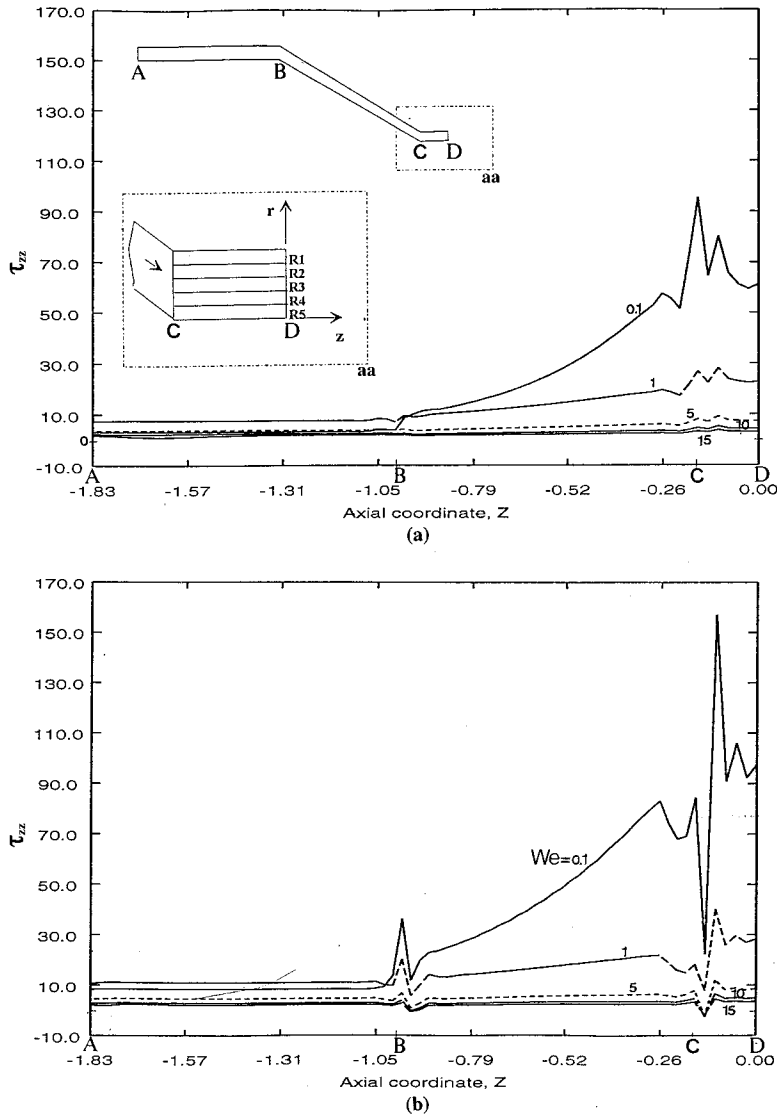 170.0
150.0
130.0
120.0
90.0
70.0
50.0
30.0
10.0
0
-10.0
τzz
A
B
C D
aa
r
R1
R2
R3
R4
R5
C D
z
aa
0.1
1
5
10
15
A B C D
-1.83 -1.57 -1.31 -1.05 -0.79 -0.52 -0.26 0.00
Axial coordinate, Z
(a)
170.0
150.0
130.0
110.0
90.0
70.0
50.0
30.0
10.0
-10.0
τzz
We=0.1
1
5
10
15
A B C D
-1.83 -1.57 -1.31 -1.05 -0.79 -0.52 -0.26 0.00
Axial coordinate, Z
(b)